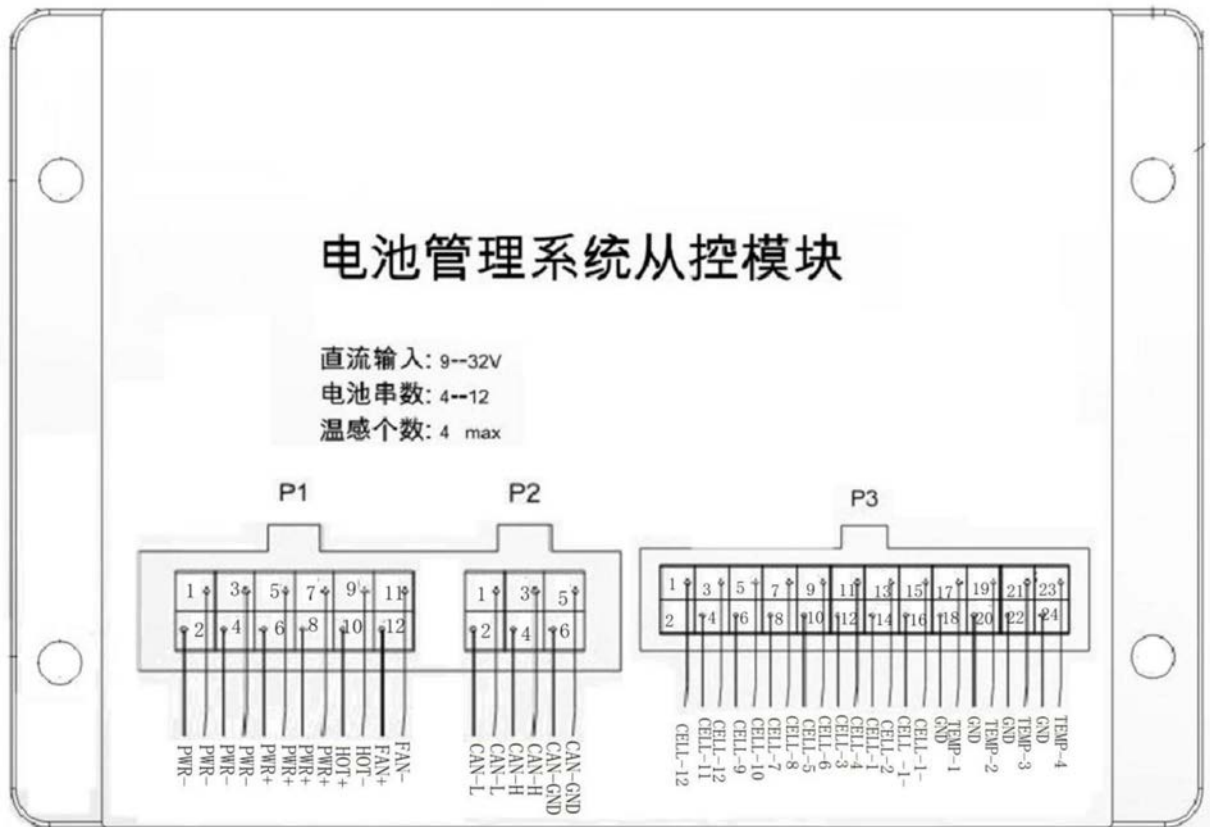 电池管理系统从控模块
直流输入: 9--32V
电池串数: 4--12
温感个数: 4 max
P1
P2
P3
1 3 5 7 9 11
2 4 6 8 10 12
1 3 5
2 4 6
1 3 5 7 9 11 13 15 17 19 21 23
2 4 6 8 10 12 14 16 18 20 22 24
PWR-
PWR-
PWR-
PWR-
PWR+
PWR+
PWR+
PWR+
HOT+
HOT-
FAN+
FAN-
CAN-L
CAN-L
CAN-H
CAN-H
CAN-GND
CAN-GND
CELL-12
CELL-11
CELL-12
CELL-9
CELL-10
CELL-7
CELL-8
CELL-5
CELL-6
CELL-3
CELL-4
CELL-1
CELL-2
CELL-1-
CELL-1-
GND
TEMP-1
GND
TEMP-2
GND
TEMP-3
GND
TEMP-4